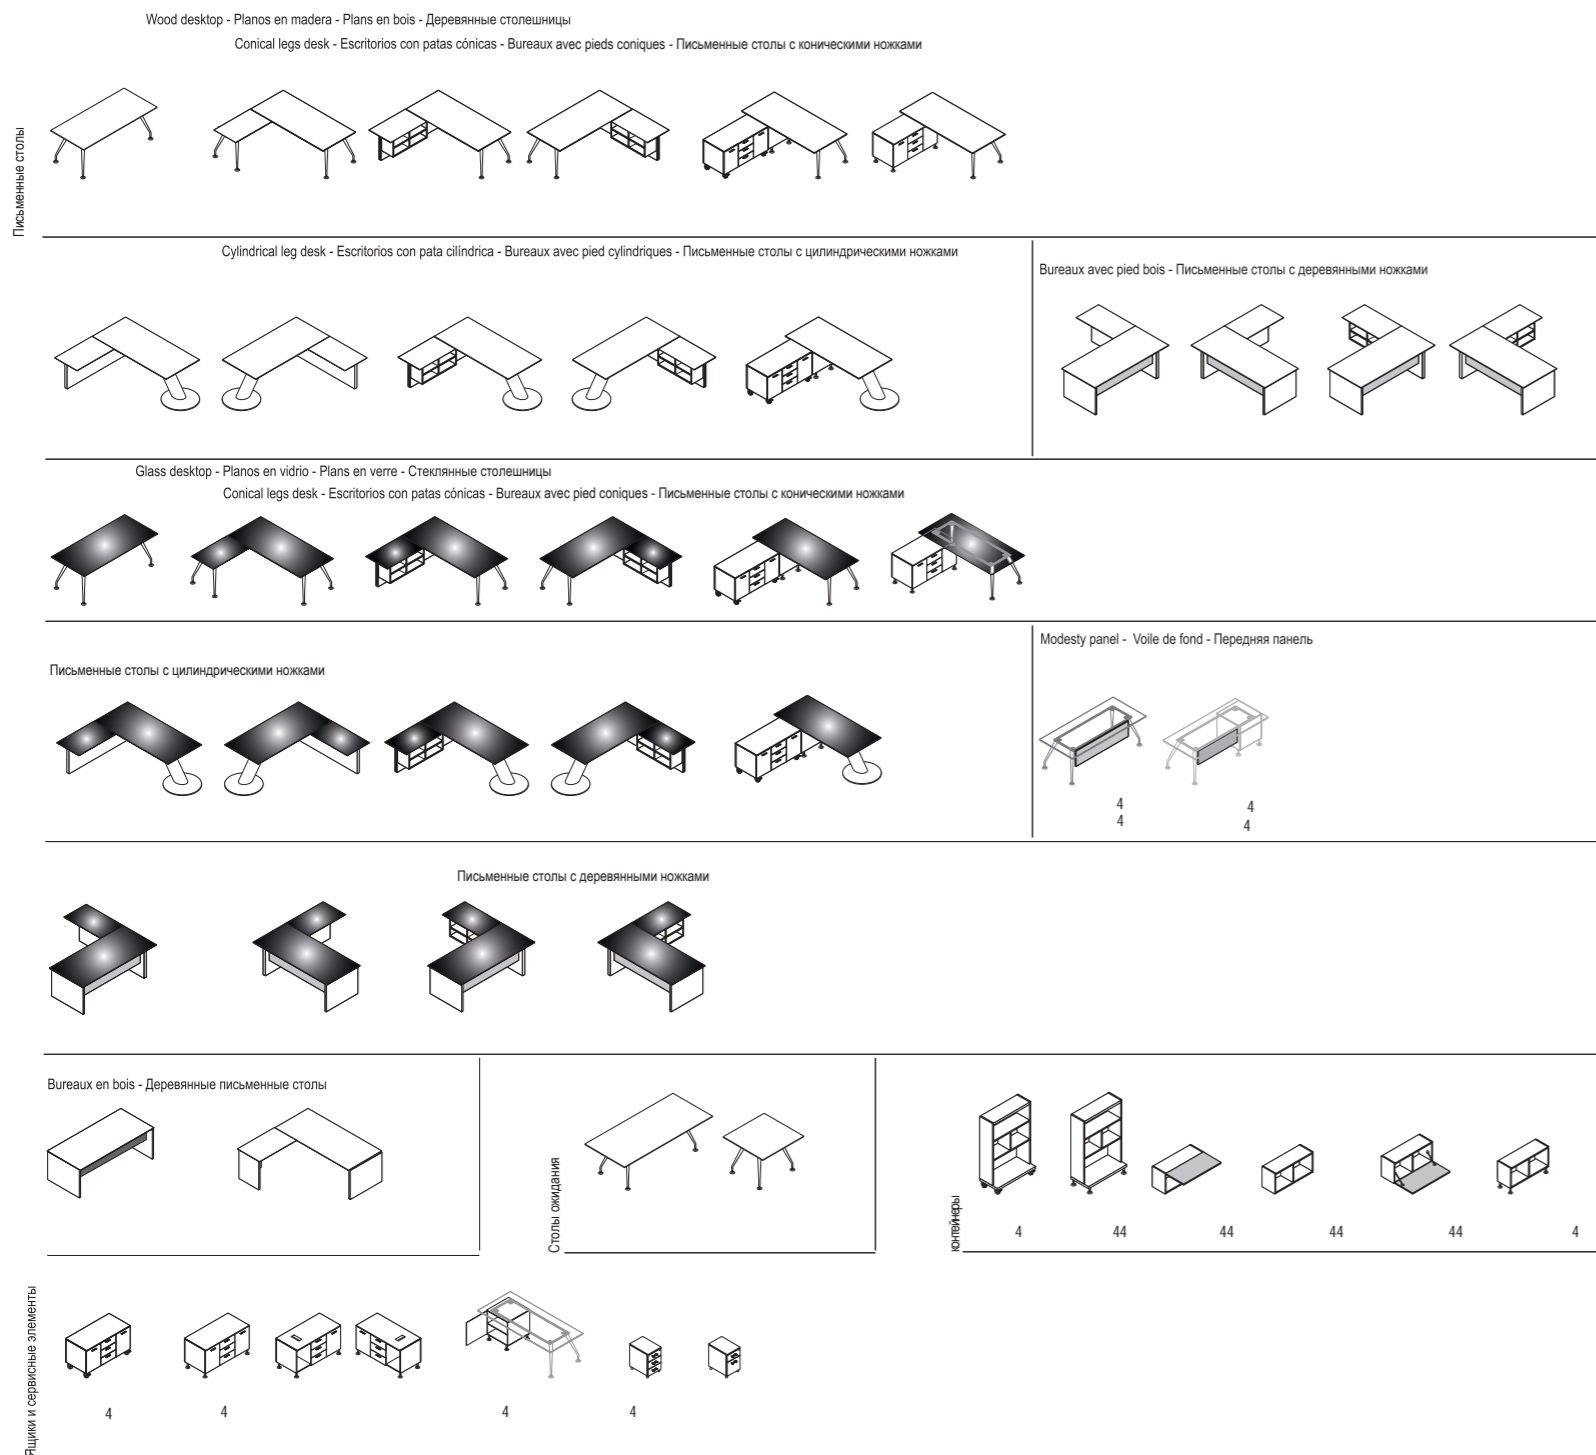 Wood desktop - Planos en madera - Plans en bois - Деревянные столешницы
Conical legs desk - Escritorios con patas cónicas - Bureaux avec pieds coniques - Письменные столы с коническими ножками
Письменные столы
Cylindrical leg desk - Escritorios con pata cilíndrica - Bureaux avec pied cylindriques - Письменные столы с цилиндрическими ножками
Bureaux avec pied bois - Письменные столы с деревянными ножками
Glass desktop - Planos en vidrio - Plans en verre - Стеклянные столешницы
Conical legs desk - Escritorios con patas cónicas - Bureaux avec pied coniques - Письменные столы с коническими ножками
Письменные столы с цилиндрическими ножками
Modesty panel - Voile de fond - Передняя панель
4 4
4 4
Письменные столы с деревянными ножками
Bureaux en bois - Деревянные письменные столы
Столы ожидания
контейнеры
4 44 44 44 44 4
Ящики и сервисные элементы
4 4 4 4